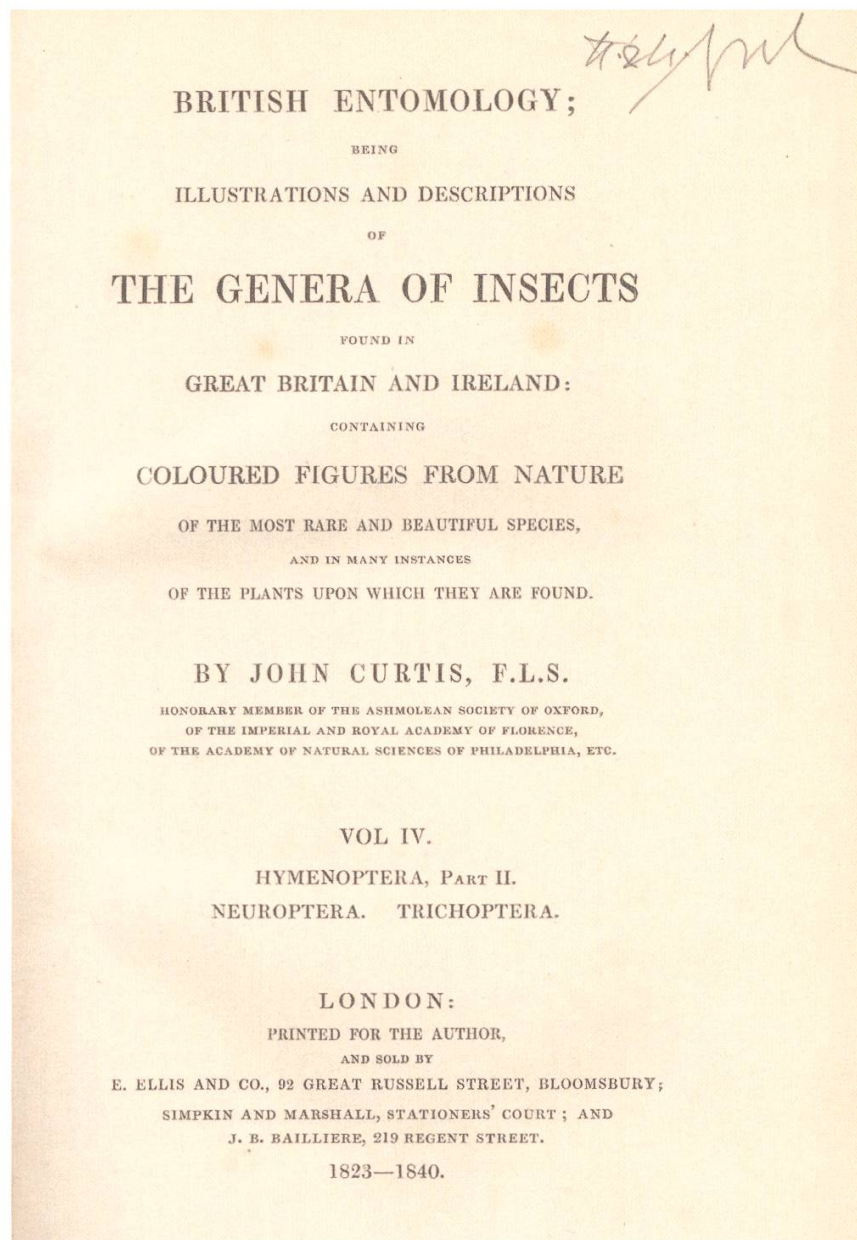 BRITISH ENTOMOLOGY;
BEING
ILLUSTRATIONS AND DESCRIPTIONS
OF
THE GENERA OF INSECTS
FOUND IN
GREAT BRITAIN AND IRELAND:
CONTAINING
COLOURED FIGURES FROM NATURE
OF THE MOST RARE AND BEAUTIFUL SPECIES,
AND IN MANY INSTANCES
OF THE PLANTS UPON WHICH THEY ARE FOUND.
BY JOHN CURTIS, F.L.S.
HONORARY MEMBER OF THE ASHMOLEAN SOCIETY OF OXFORD,
OF THE IMPERIAL AND ROYAL ACADEMY OF FLORENCE,
OF THE ACADEMY OF NATURAL SCIENCES OF PHILADELPHIA, ETC.
VOL IV.
HYMENOPTERA, PART II.
NEUROPTERA. TRICHOPTERA.
LONDON:
PRINTED FOR THE AUTHOR,
AND SOLD BY
E. ELLIS AND CO., 92 GREAT RUSSELL STREET, BLOOMSBURY;
SIMPKIN AND MARSHALL, STATIONERS' COURT; AND
J. B. BAILLIERE, 219 REGENT STREET.
1823—1840.